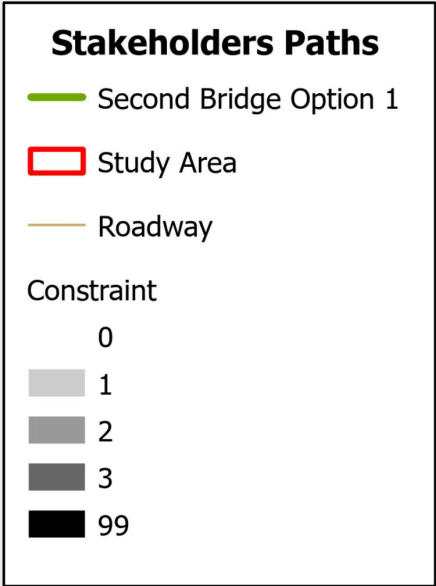 Stakeholders Paths
Second Bridge Option 1
Study Area
Roadway
Constraint
0
1
2
3
99